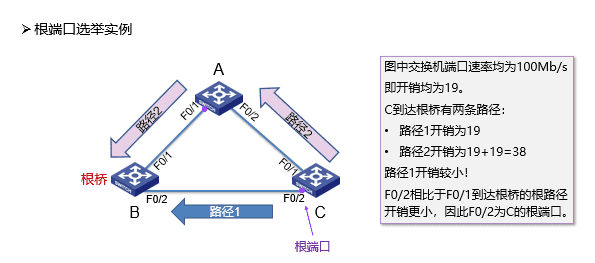 ➢ 根端口选举实例
A
F0/1
F0/2
路径2
路径2
F0/1
F0/1
根桥
B
F0/2
F0/2
C
路径1
根端口
图中交换机端口速率均为100Mb/s
即开销均为19。
C到达根桥有两条路径：
• 路径1开销为19
• 路径2开销为19+19=38
路径1开销较小！
F0/2相比于F0/1到达根桥的根路径
开销更小，因此F0/2为C的根端口。